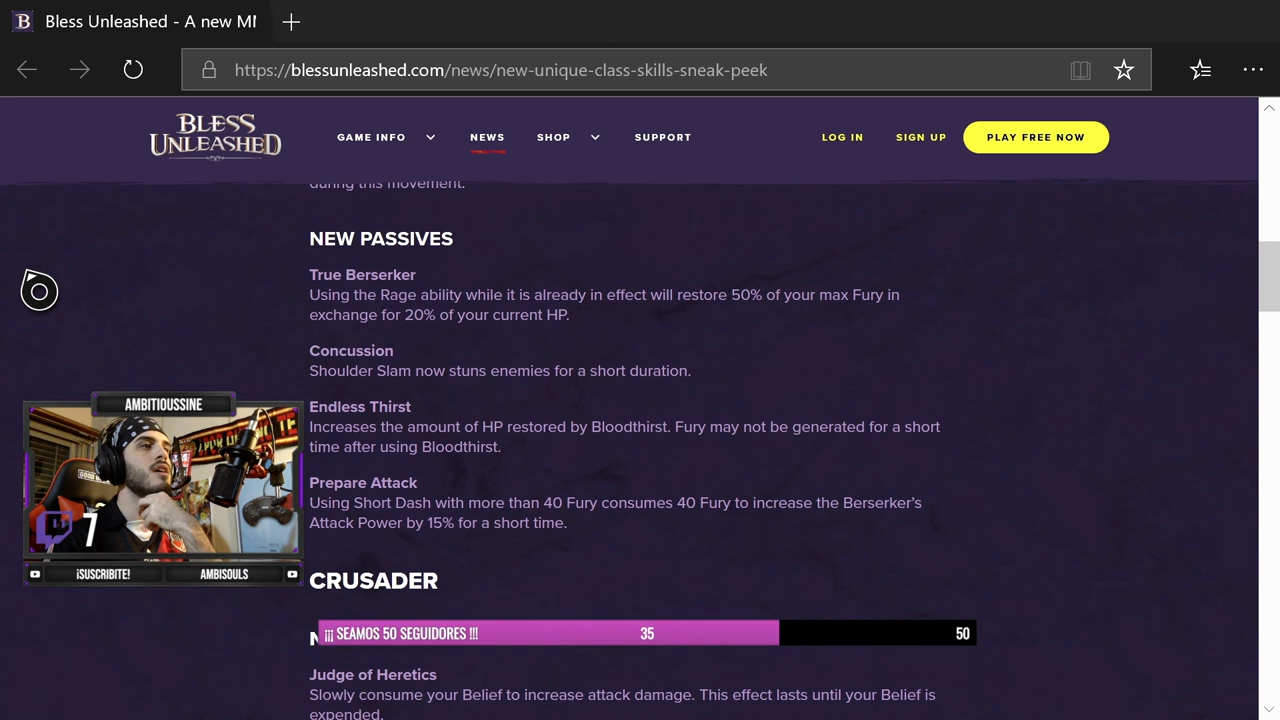 B Bless Unleashed - A new MI
https://blessunleashed.com/news/new-unique-class-skills-sneak-peek
BLESS
UNLEASHED
GAME INFO
NEWS
SHOP
SUPPORT
LOG IN
SIGN UP
PLAY FREE NOW
during this movement.
NEW PASSIVES
True Berserker
Using the Rage ability while it is already in effect will restore 50% of your max Fury in
exchange for 20% of your current HP.
Concussion
Shoulder Slam now stuns enemies for a short duration.
Endless Thirst
Increases the amount of HP restored by Bloodthirst. Fury may not be generated for a short
time after using Bloodthirst.
Prepare Attack
Using Short Dash with more than 40 Fury consumes 40 Fury to increase the Berserker's
Attack Power by 15% for a short time.
CRUSADER
Judge of Heretics
Slowly consume your Belief to increase attack damage. This effect lasts until your Belief is
expended.
AMBITIOUSSINE
7
¡SUSCRIBITE!
AMBISOULS
¡¡¡ SEAMOS 50 SEGUIDORES !!!
35
50